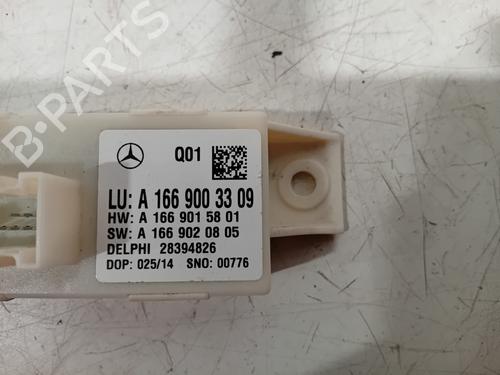 Q01
LU: A 166 900 33 09
HW: A 166 901 58 01
SW: A 166 902 08 05
DELPHI 28394826
DOP: 025/14 SNO: 00776
B-PARTS